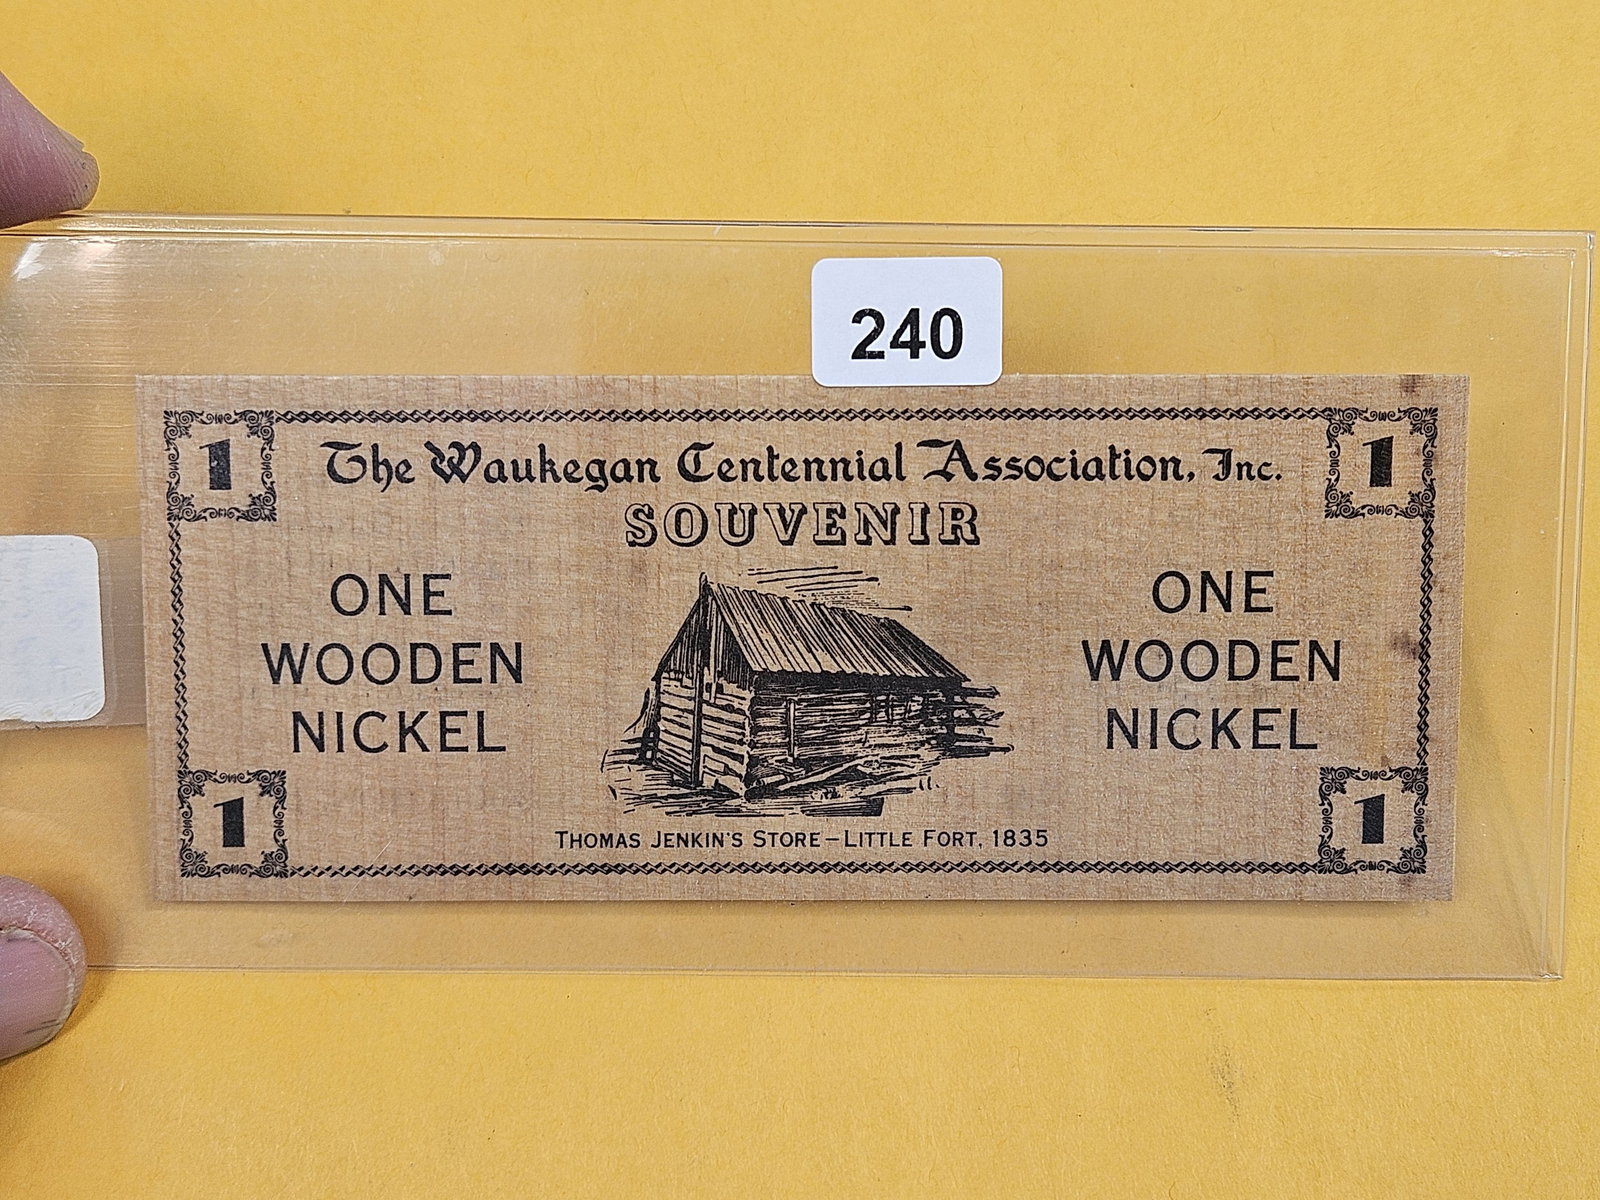 240
1 1
The Waukegan Centennial Association, Inc.
SOUVENIR
ONE
WOODEN
NICKEL
ONE
WOODEN
NICKEL
THOMAS JENKIN'S STORE – LITTLE FORT, 1835
1 1